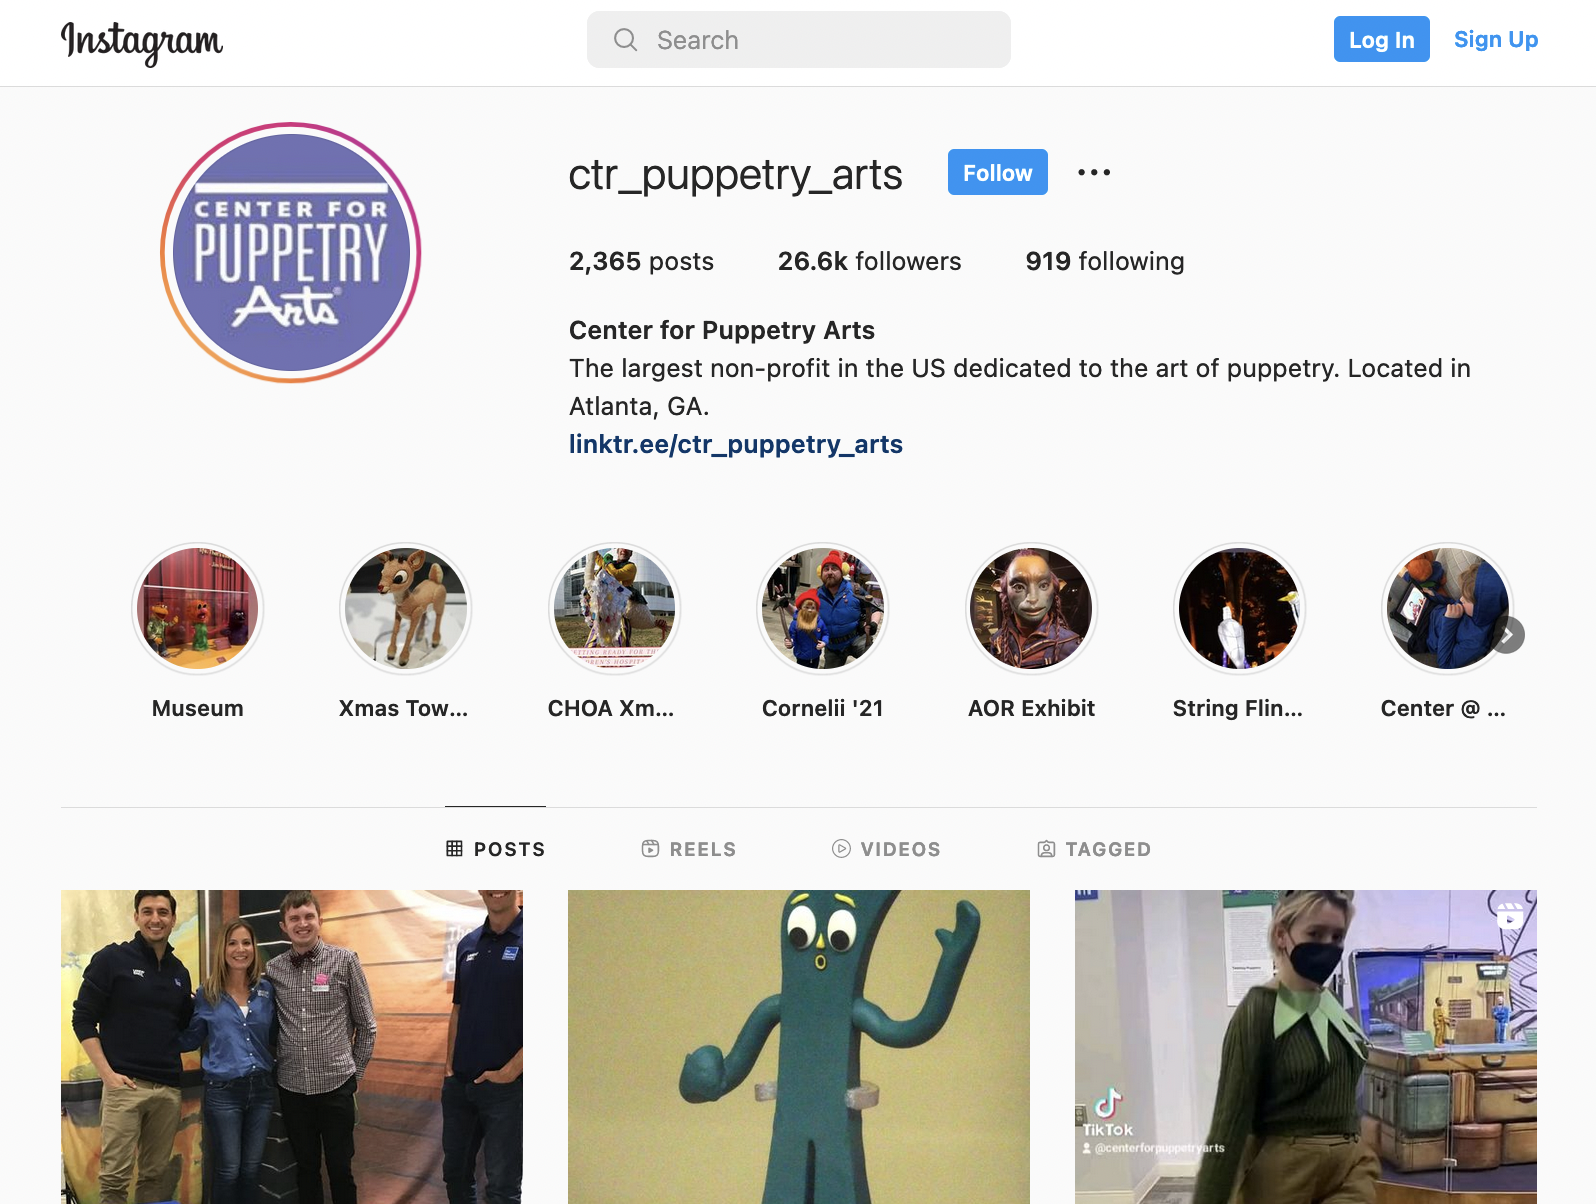 Instagram
Search
Log In
Sign Up
CENTER FOR
PUPPETRY
Arts®
ctr_puppetry_arts
Follow
2,365 posts
26.6k followers
919 following
Center for Puppetry Arts
The largest non-profit in the US dedicated to the art of puppetry. Located in
Atlanta, GA.
linktr.ee/ctr_puppetry_arts
Museum
Xmas Tow...
CHOA Xm...
Cornelii '21
AOR Exhibit
String Flin...
Center @ ...
POSTS
REELS
VIDEOS
TAGGED
TikTok
@centerforpuppetryarts